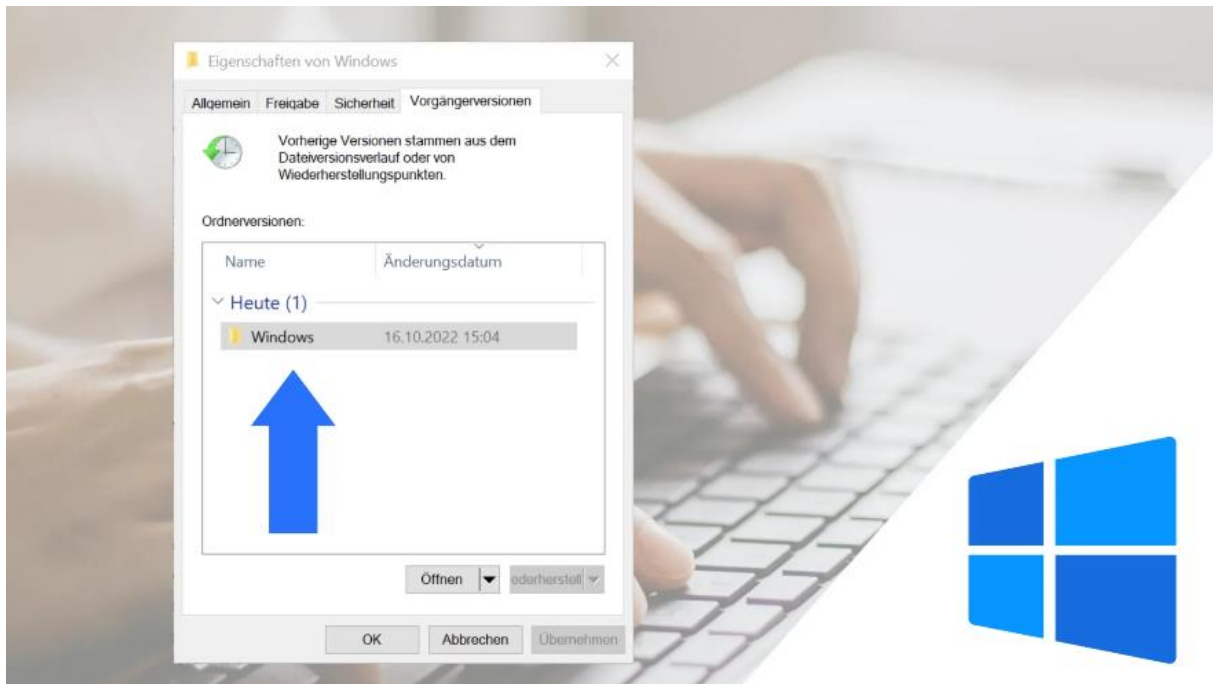 Eigenschaften von Windows
Allgemein Freigabe Sicherheit Vorgängerversionen
Vorherige Versionen stammen aus dem
Dateiversionsverlauf oder von
Wiederherstellungspunkten.
Ordnerversionen:
Name Änderungsdatum
Heute (1)
Windows 16.10.2022 15:04
Öffnen ederherstell
OK Abbrechen Übernehmen